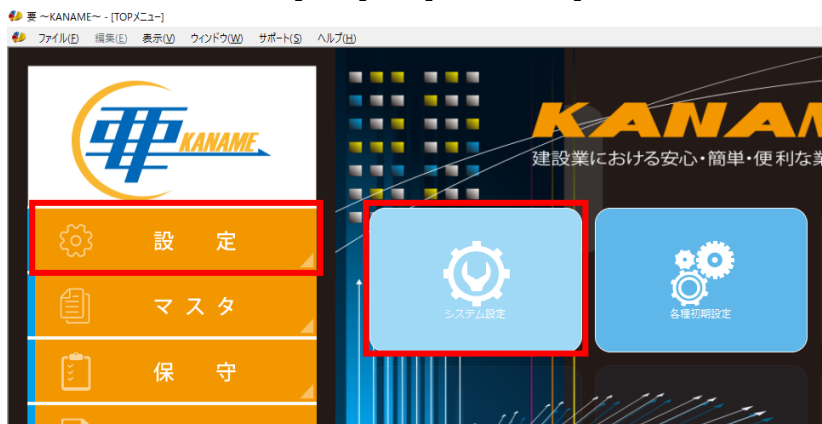 要 ～KANAME～ - [TOPメニュー]
ファイル(F) 編集(E) 表示(V) ウィンドウ(W) サポート(S) ヘルプ(H)
要 KANAME
KANAM
建設業における安心・簡単・便利な業
設 定
システム設定
各種初期設定
マ ス タ
保 守